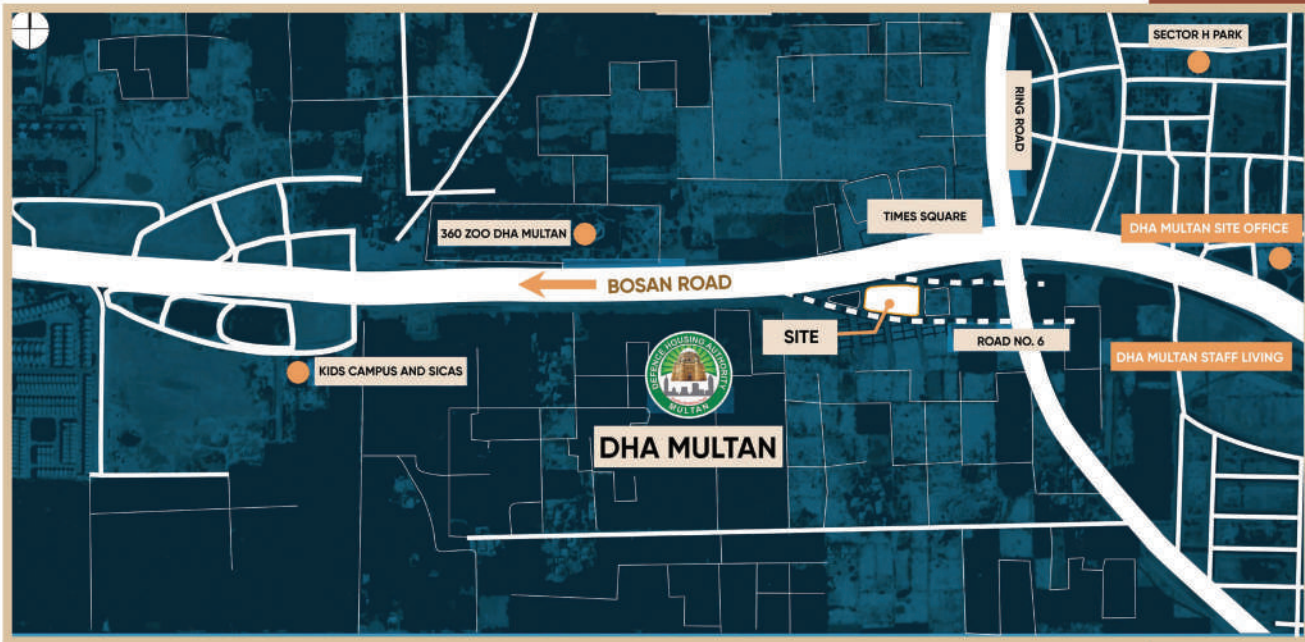 SECTOR H PARK
RING ROAD
TIMES SQUARE
DHA MULTAN SITE OFFICE
360 ZOO DHA MULTAN
BOSAN ROAD
SITE
ROAD NO. 6
DHA MULTAN STAFF LIVING
KIDS CAMPUS AND SICAS
DEFENCE HOUSING AUTHORITY
MULTAN
DHA MULTAN